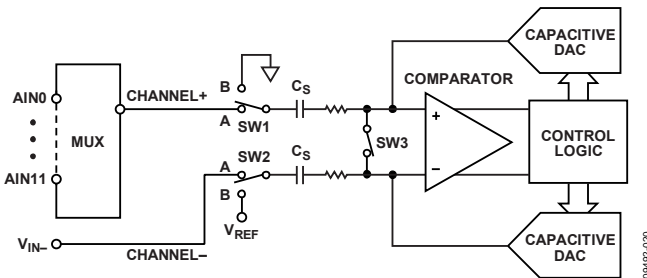 CAPACITIVE
DAC
B
COMPARATOR
AIN0
CHANNEL+
CS
A
SW1
+
MUX
SW3
CONTROL
LOGIC
A
SW2
CS
−
AIN11
B
VREF
VIN−
CHANNEL−
CAPACITIVE
DAC